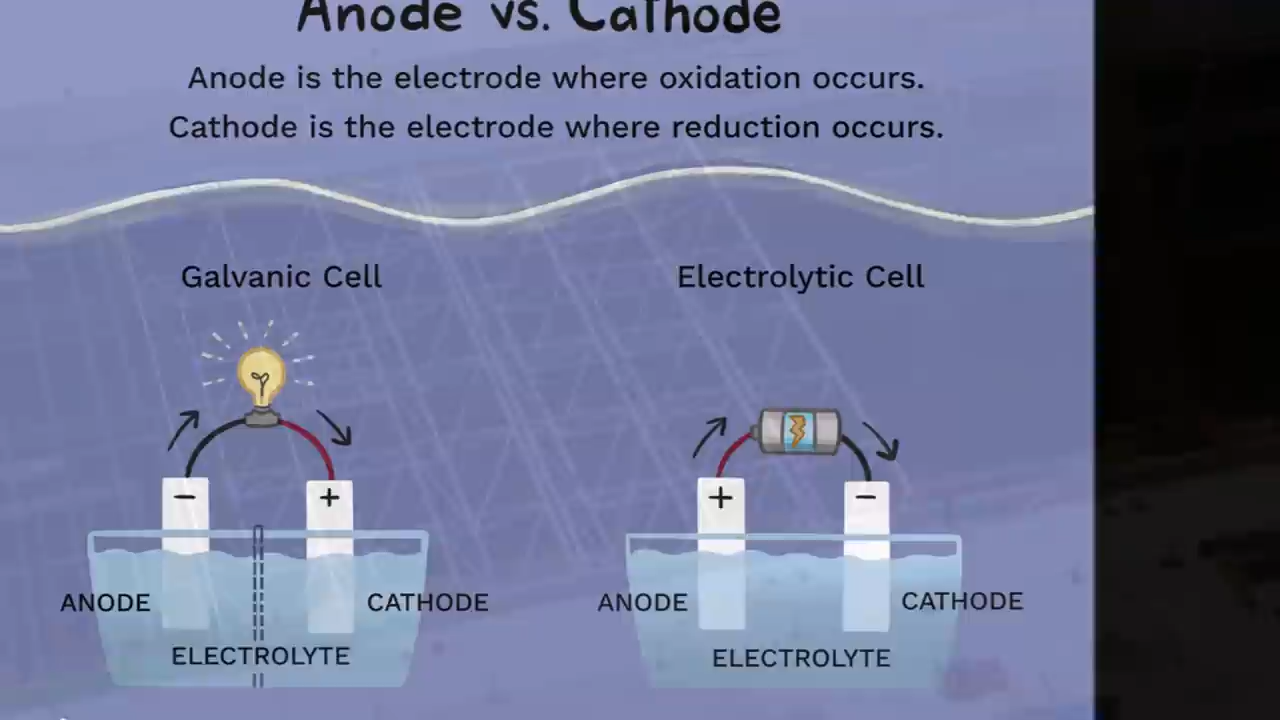 Anode vs. Cathode
Anode is the electrode where oxidation occurs.
Cathode is the electrode where reduction occurs.
Galvanic Cell
Electrolytic Cell
−
+
+
−
ANODE
CATHODE
ANODE
CATHODE
ELECTROLYTE
ELECTROLYTE